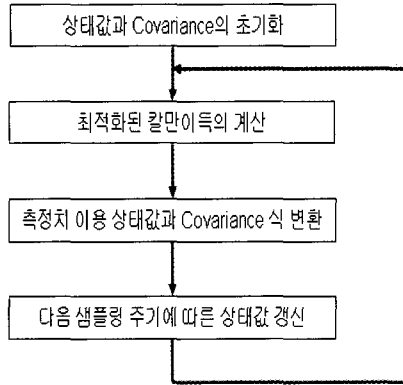 상태값과 Covariance의 초기화
최적화된 칼만이득의 계산
측정치 이용 상태값과 Covariance 식 변환
다음 샘플링 주기에 따른 상태값 갱신